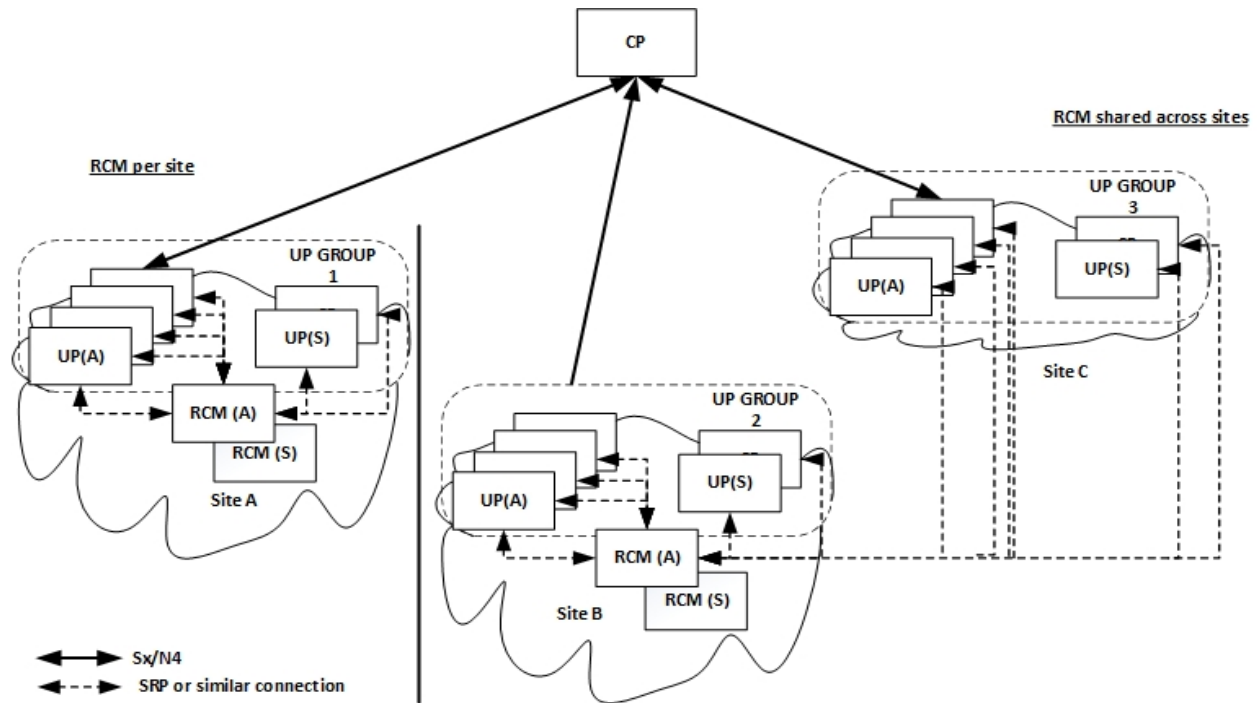 CP
RCM shared across sites
RCM per site
UP GROUP
3
UP(S)
UP(A)
Site C
UP GROUP
1
UP(S)
UP(A)
RCM (A)
RCM (S)
Site A
UP GROUP
2
UP(S)
UP(A)
RCM (A)
RCM (S)
Site B
Sx/N4
SRP or similar connection